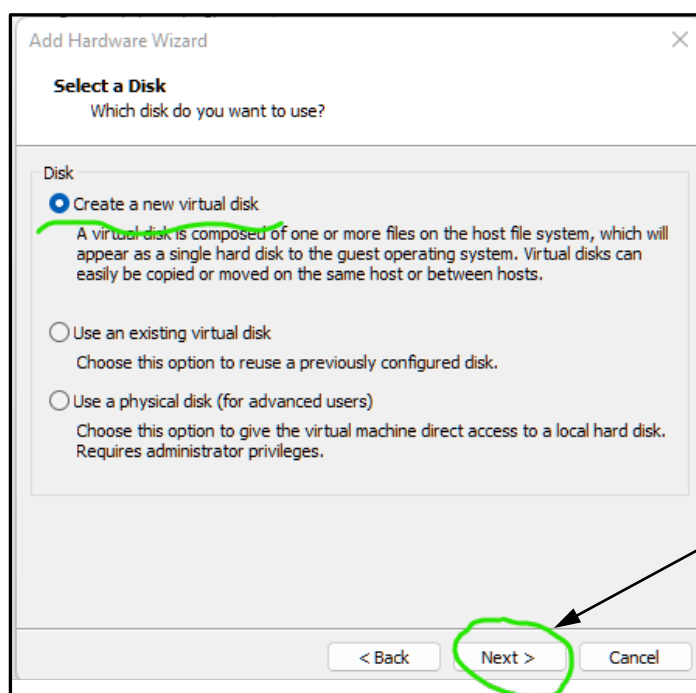 Add Hardware Wizard
Select a Disk
Which disk do you want to use?
Disk
Create a new virtual disk
A virtual disk is composed of one or more files on the host file system, which will
appear as a single hard disk to the guest operating system. Virtual disks can
easily be copied or moved on the same host or between hosts.
Use an existing virtual disk
Choose this option to reuse a previously configured disk.
Use a physical disk (for advanced users)
Choose this option to give the virtual machine direct access to a local hard disk.
Requires administrator privileges.
< Back Next > Cancel